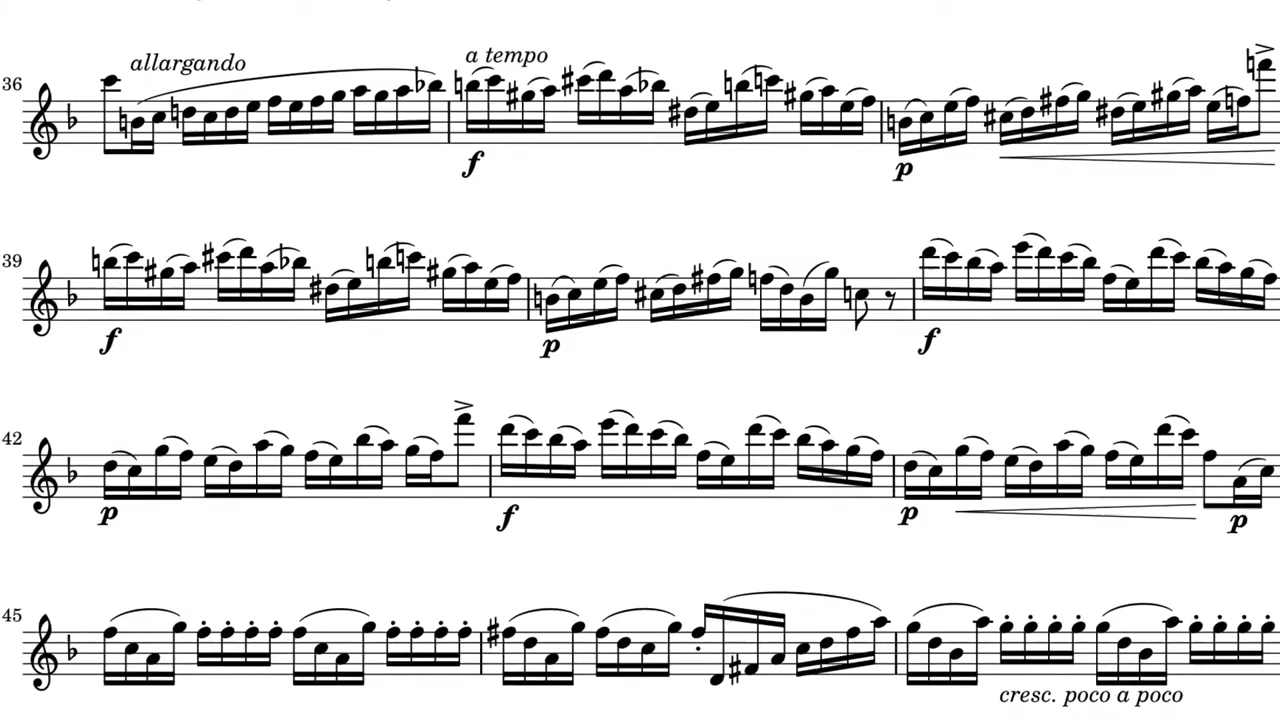 allargando a tempo
36
f p
39
f p f
42
p f p p
45
cresc. poco a poco